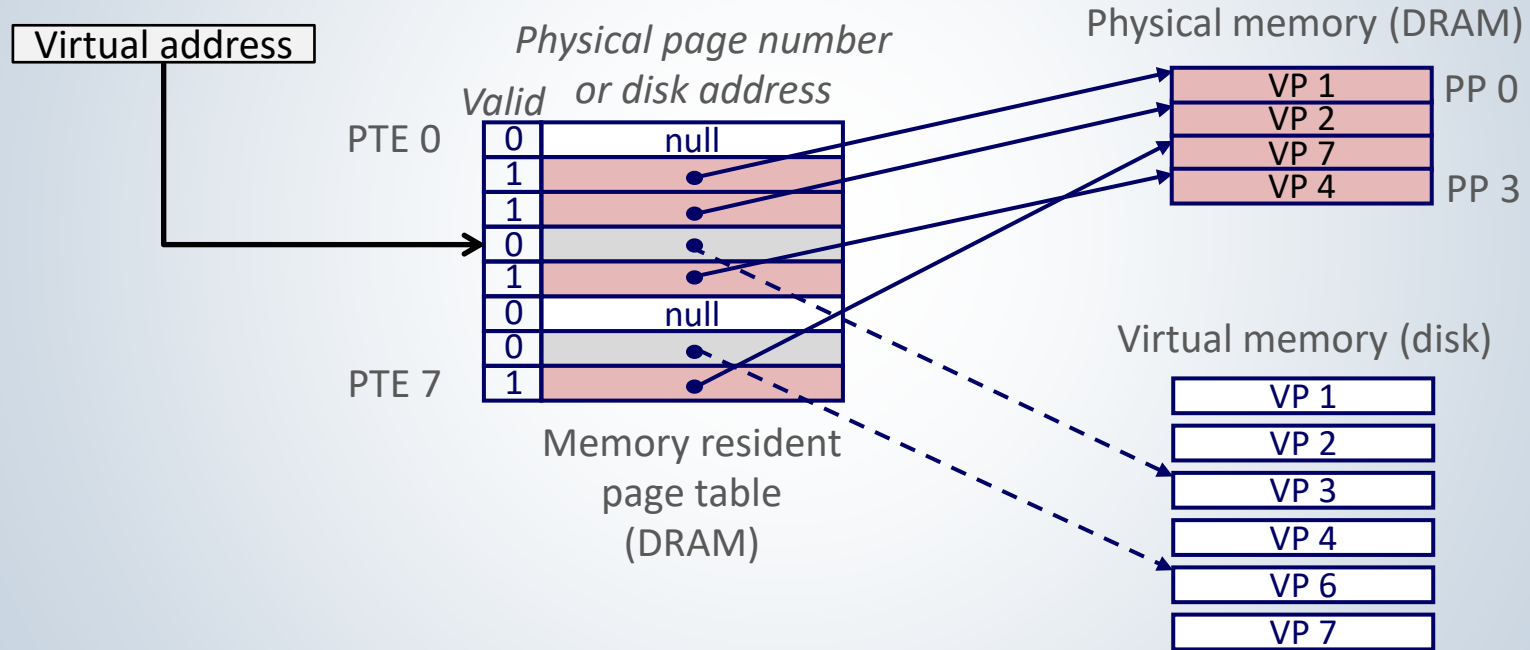 Virtual address
Physical page number
or disk address
Valid
PTE 0
0
null
1
1
0
1
0
null
0
PTE 7
1
Memory resident
page table
(DRAM)
Physical memory (DRAM)
VP 1
PP 0
VP 2
VP 7
VP 4
PP 3
Virtual memory (disk)
VP 1
VP 2
VP 3
VP 4
VP 6
VP 7